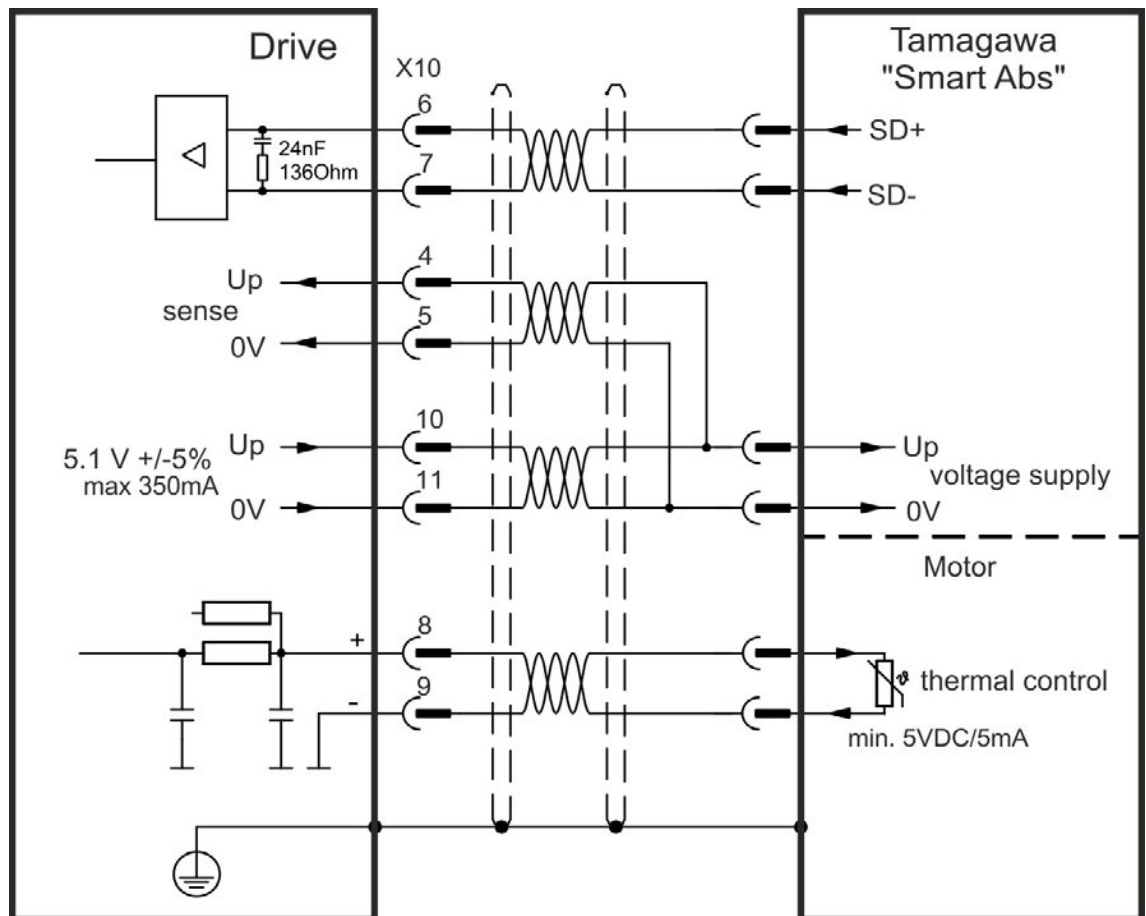 Drive
X10
Tamagawa
"Smart Abs"
6
SD+
24nF
136Ohm
7
SD-
4
Up
sense
5
0V
10
Up
5.1 V +/-5%
max 350mA
11
0V
Up
voltage supply
0V
Motor
+
8
-
9
ϑ
thermal control
min. 5VDC/5mA